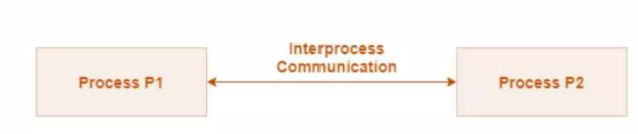 Interprocess
Communication
Process P1
Process P2